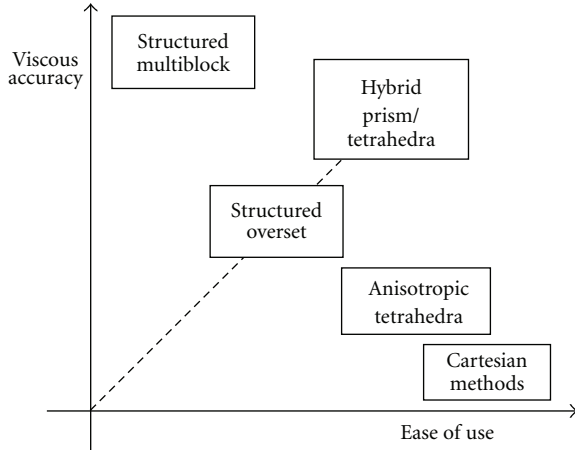 Viscous
accuracy
Structured
multiblock
Hybrid
prism/
tetrahedra
Structured
overset
Anisotropic
tetrahedra
Cartesian
methods
Ease of use